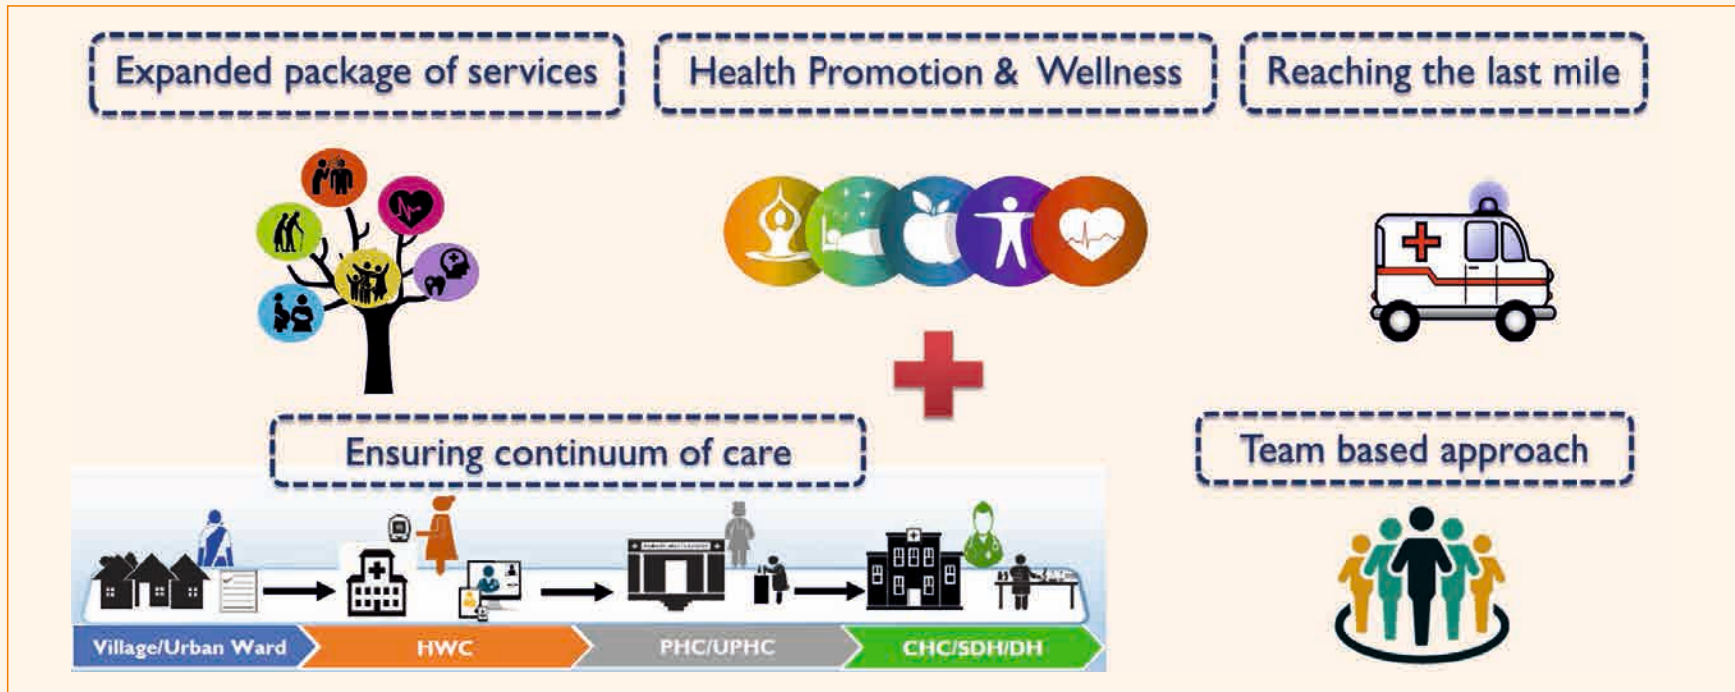 Expanded package of services
Health Promotion & Wellness
Reaching the last mile
Ensuring continuum of care
Team based approach
Village/Urban Ward
HWC
PHC/UPHC
CHC/SDH/DH